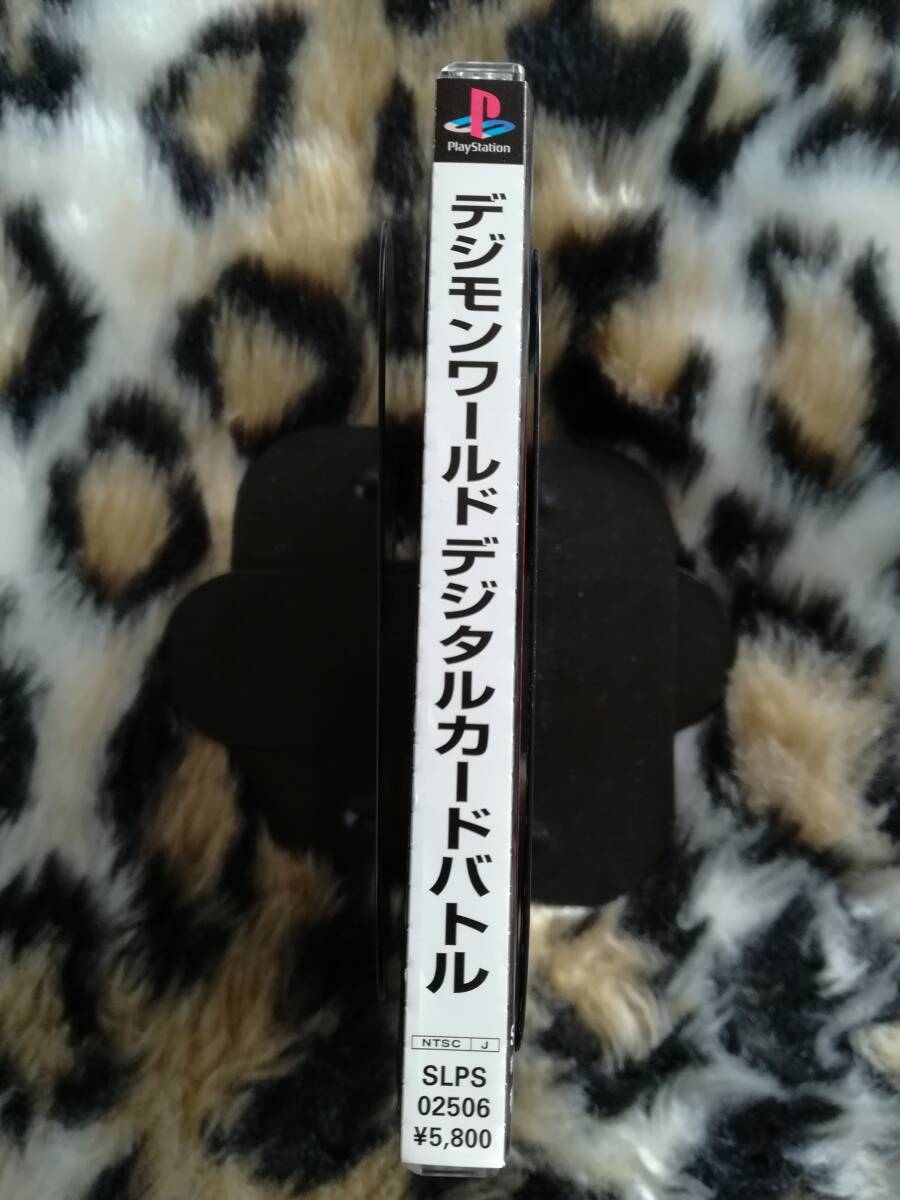 PlayStation
デジモンワールド デジタルカードバトル
NTSC J
SLPS
02506
¥5,800